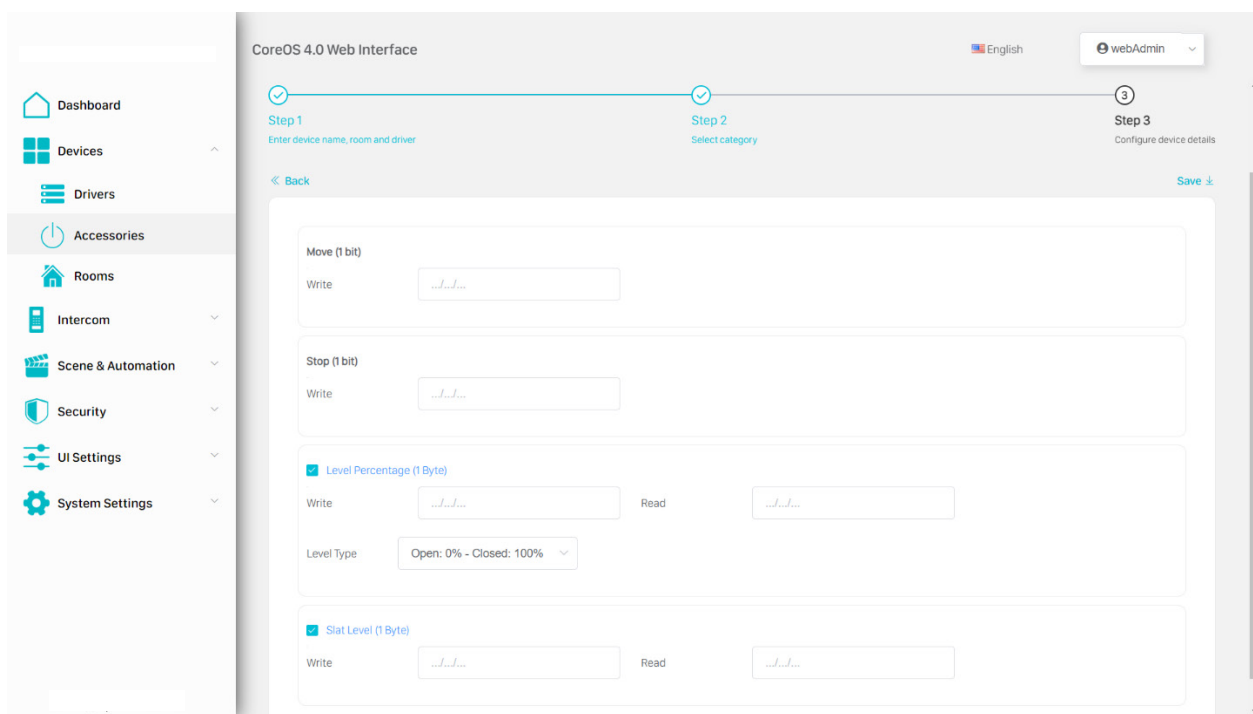 CoreOS 4.0 Web Interface
English
webAdmin
Dashboard
Devices
Drivers
Accessories
Rooms
Intercom
Scene & Automation
Security
UI Settings
System Settings
3
Step 1
Step 2
Step 3
Enter device name, room and driver
Select category
Configure device details
« Back
Save
Move (1 bit)
Write .../.../...
Stop (1 bit)
Write .../.../...
Level Percentage (1 Byte)
Write .../.../... Read .../.../...
Level Type Open: 0% - Closed: 100%
Slat Level (1 Byte)
Write .../.../... Read .../.../...